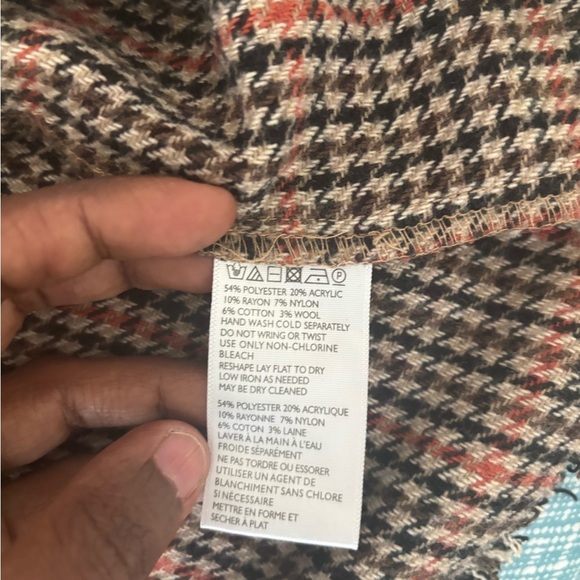 54% POLYESTER 20% ACRYLIC
10% RAYON 7% NYLON
6% COTTON 3% WOOL
HAND WASH COLD SEPARATELY
DO NOT WRING OR TWIST
USE ONLY NON-CHLORINE
BLEACH
RESHAPE LAY FLAT TO DRY
LOW IRON AS NEEDED
MAY BE DRY CLEANED
54% POLYESTER 20% ACRYLIQUE
10% RAYONNE 7% NYLON
6% COTON 3% LAINE
LAVER À LA MAIN À L'EAU
FROIDE SÉPARÉMENT
NE PAS TORDRE OU ESSORER
UTILISER UN AGENT DE
BLANCHIMENT SANS CHLORE
SI NÉCESSAIRE
METTRE EN FORME ET
SECHER À PLAT